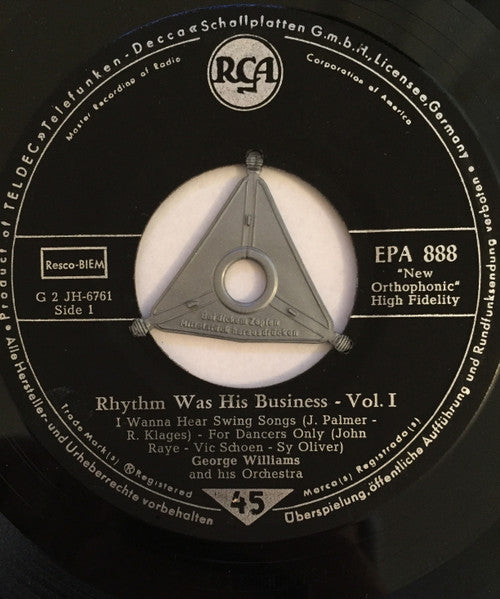 Product of TELDEC »Telefunken-Decca« Schallplatten G.m.b.H., Licensee, Germany
Master Recording of Radio Corporation of America
RCA
Resco-BIEM
G 2 JH-6761
Side 1
EPA 888
"New
Orthophonic"
High Fidelity
Rhythm Was His Business - Vol. I
I Wanna Hear Swing Songs (J. Palmer -
R. Klages) - For Dancers Only (John
Raye - Vic Schoen - Sy Oliver)
George Williams
and his Orchestra
45
Trade Mark(s) ® Registered
Marca(s) Registrada(s)
Alle Hersteller- und Urheberrechte vorbehalten
Überspielung, öffentliche Aufführung und Rundfunksendung verboten